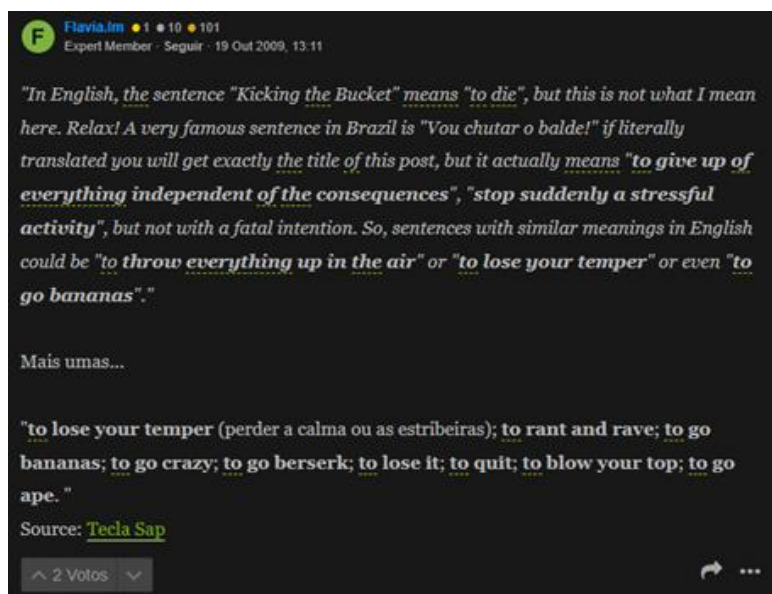 F
Flavia.lm 1 10 101
Expert Member · Seguir · 19 Out 2009, 13:11
"In English, the sentence "Kicking the Bucket" means "to die", but this is not what I mean
here. Relax! A very famous sentence in Brazil is "Vou chutar o balde!" if literally
translated you will get exactly the title of this post, but it actually means "to give up of
everything independent of the consequences", "stop suddenly a stressful
activity", but not with a fatal intention. So, sentences with similar meanings in English
could be "to throw everything up in the air" or "to lose your temper" or even "to
go bananas"."
Mais umas...
"to lose your temper (perder a calma ou as estribeiras); to rant and rave; to go
bananas; to go crazy; to go berserk; to lose it; to quit; to blow your top; to go
ape. "
Source: Tecla Sap
2 Votos